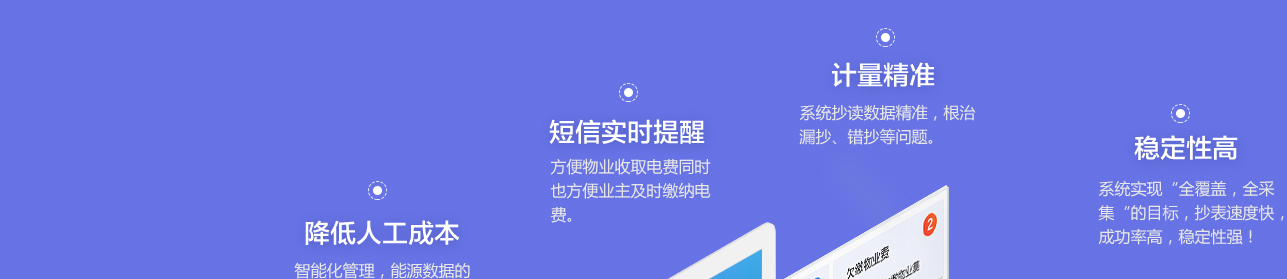 计量精准
系统抄读数据精准，根治
漏抄、错抄等问题。
短信实时提醒
方便物业收取电费同时
也方便业主及时缴纳电
费。
稳定性高
系统实现“全覆盖，全采
集“的目标，抄表速度快，
成功率高，稳定性强！
降低人工成本
智能化管理，能源数据的
2
欠缴物业费